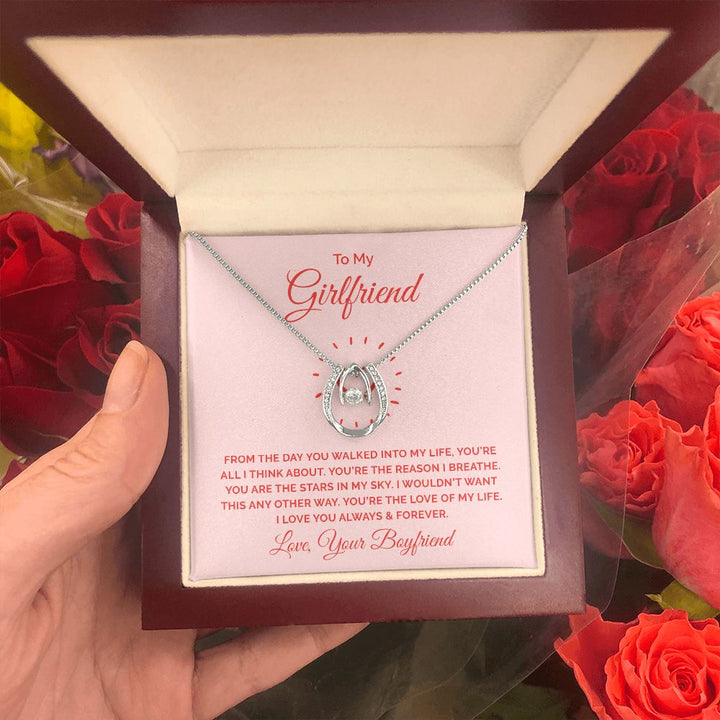 To My
Girlfriend
FROM THE DAY YOU WALKED INTO MY LIFE, YOU'RE
ALL I THINK ABOUT. YOU'RE THE REASON I BREATHE.
YOU ARE THE STARS IN MY SKY. I WOULDN'T WANT
THIS ANY OTHER WAY. YOU'RE THE LOVE OF MY LIFE.
I LOVE YOU ALWAYS & FOREVER.
Love, Your Boyfriend